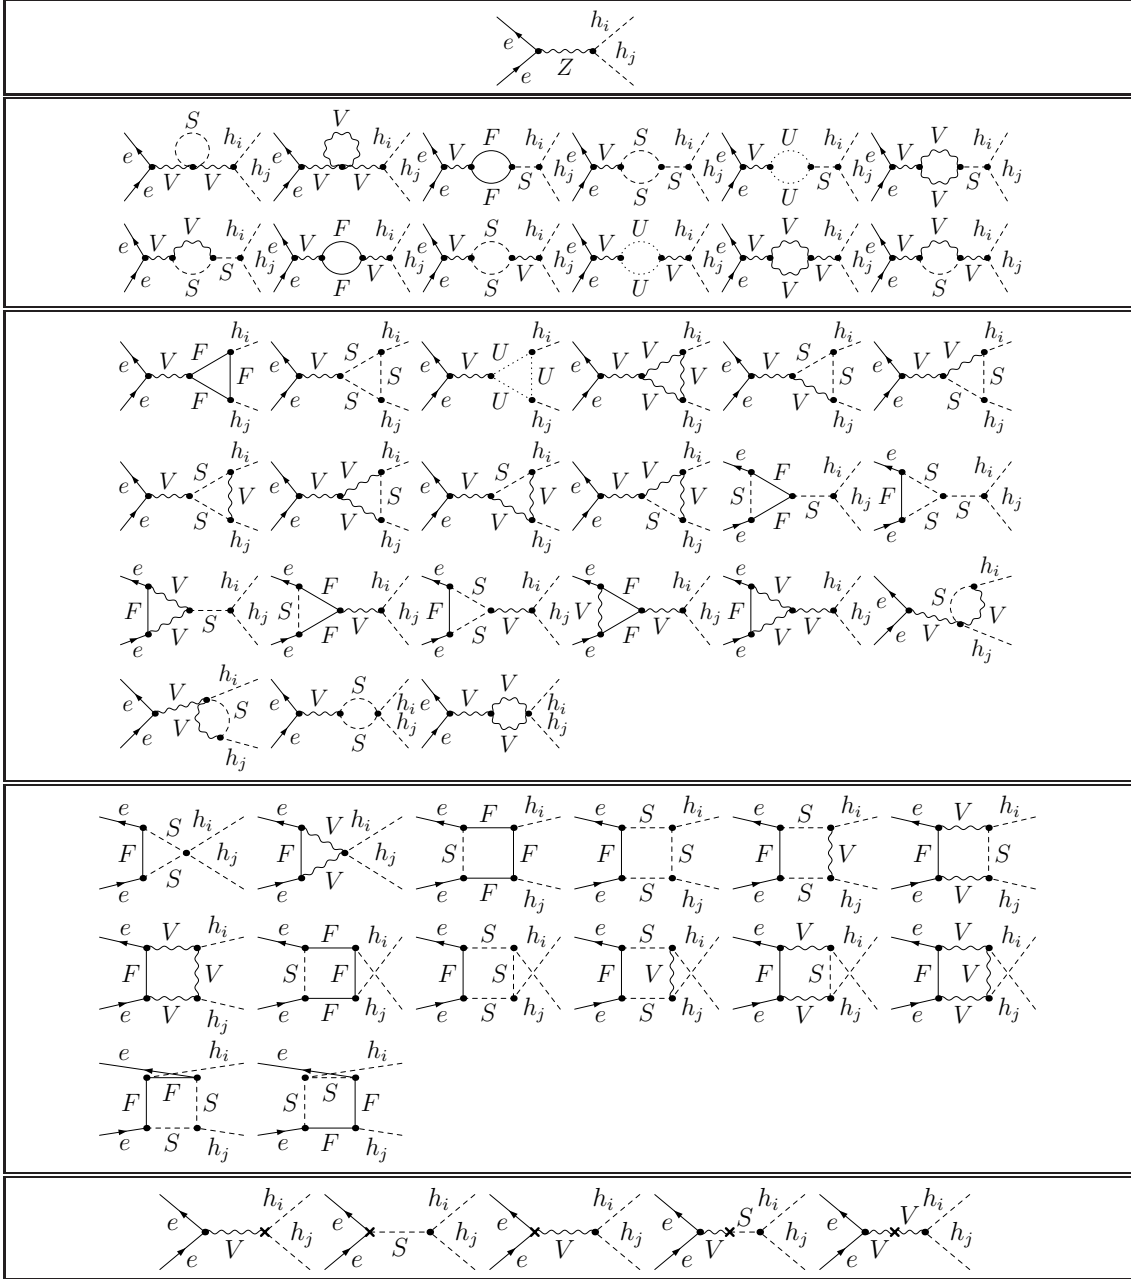 h_i
e h_j
Z
e
S V
h_i h_i F h_i S h_i U h_i V h_i
e h_j e h_j e V h_j e V h_j e V h_j e V h_j
e V V e V V e F S e S S e U S e V S
V h_i F h_i S h_i U h_i V h_i V h_i
e V h_j e V h_j e V h_j e V h_j e V h_j e V h_j
e S S e F V e S V e U V e V V e S V
h_i h_i h_i h_i h_i h_i
e V F F e V S S e V U U e V V V e V S S e V V S
e F e S e U e V e V e S
h_j h_j h_j h_j h_j h_j
h_i h_i h_i h_i e F h_i e S h_i
e V S V e V V S e V S V e V V V S h_j F h_j
e S e V e V e S e F S e S S
h_j h_j h_j h_j
e V h_i e F h_i e S h_i e F h_i e V h_i h_i
F h_j S h_j F h_j V h_j F h_j e S V
e V S e F V e S V e F V e V V e V h_j
h_i S V
e V S e V h_i e V h_i
e V h_j e S h_j e V h_j
e S h_i e V h_i e F h_i e S h_i e S h_i e V h_i
F h_j F h_j S F F S F V F S
e S e V e F h_j e S h_j e S h_j e V h_j
e V h_i e F h_i e S h_i e S h_i e V h_i e V h_i
F V S F F S F V F S F V
e V h_j e F h_j e S h_j e S h_j e V h_j e V h_j
e h_i e h_i
F F S S S F
e S h_j e F h_j
h_i h_i h_i h_i h_i
e h_j e h_j e h_j e S h_j e V h_j
e V e S e V e V e V